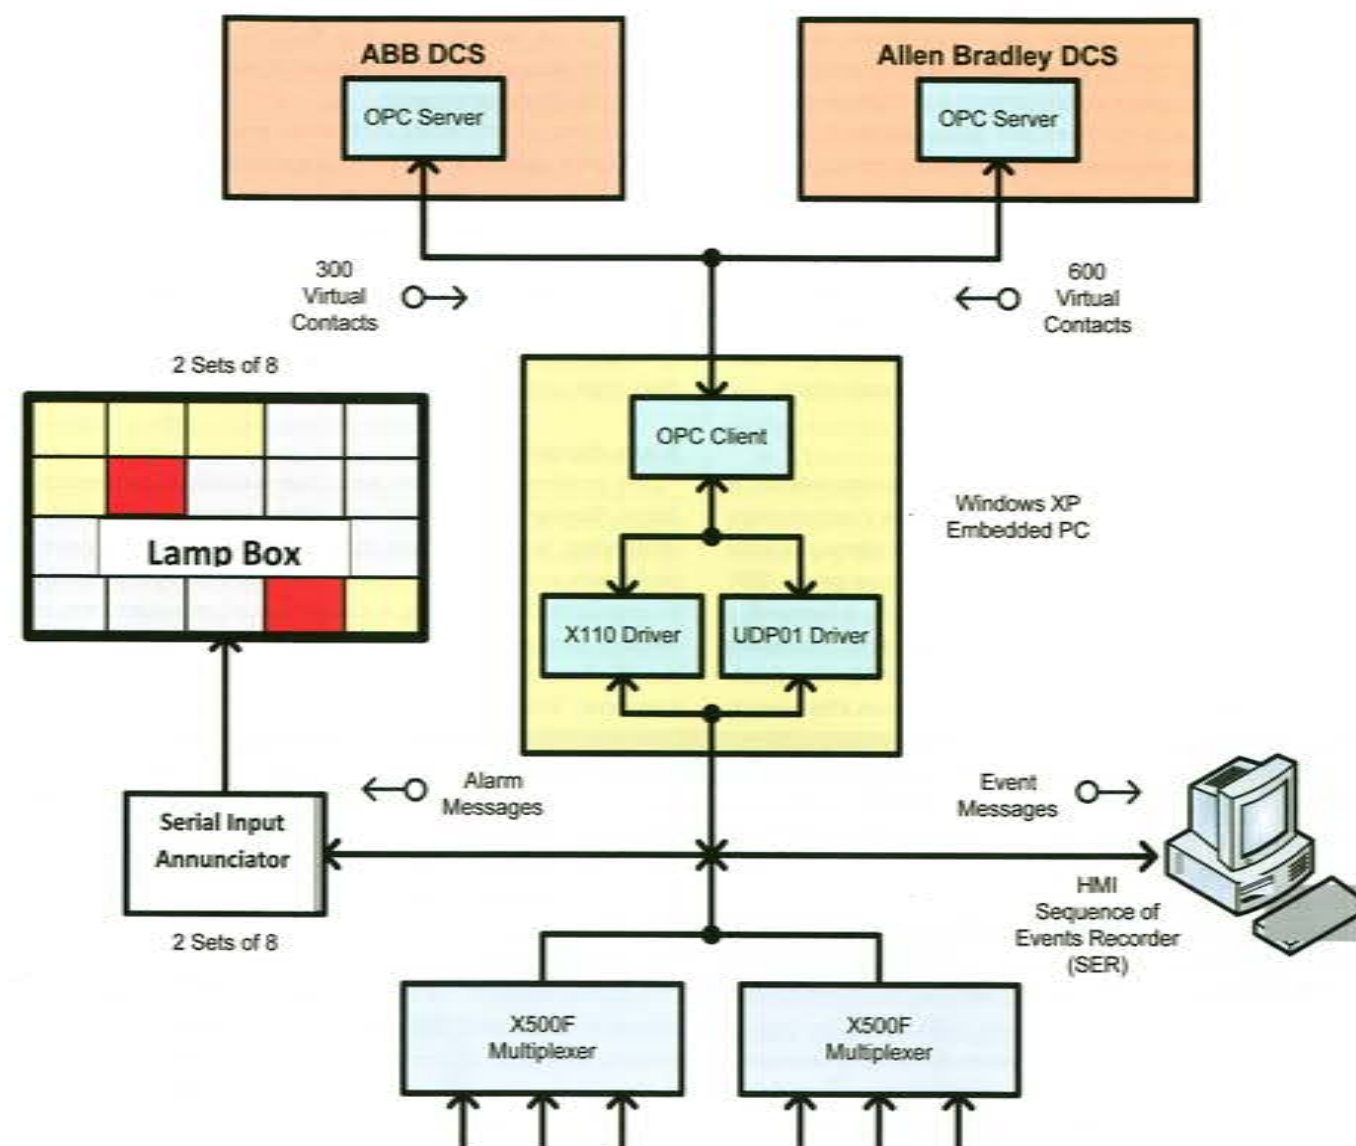 ABB DCS
OPC Server
Allen Bradley DCS
OPC Server
300
Virtual
Contacts
600
Virtual
Contacts
2 Sets of 8
Lamp Box
OPC Client
Windows XP
Embedded PC
X110 Driver
UDP01 Driver
Alarm
Messages
Event
Messages
Serial Input
Annunciator
2 Sets of 8
HMI
Sequence of
Events Recorder
(SER)
X500F
Multiplexer
X500F
Multiplexer